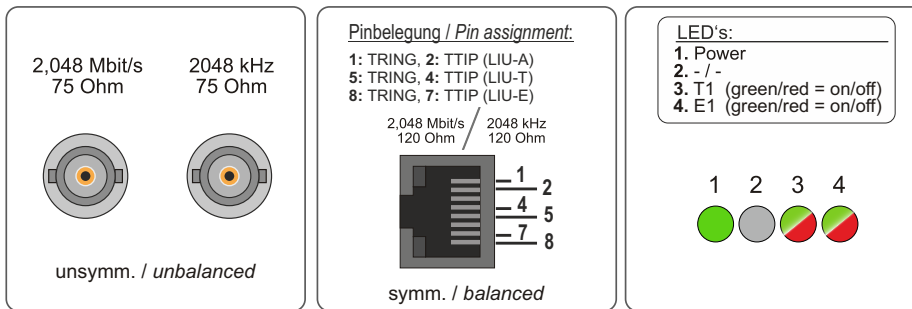 2,048 Mbit/s
75 Ohm
2048 kHz
75 Ohm
unsymm. / unbalanced
Pinbelegung / Pin assignment:
1: TRING, 2: TTIP (LIU-A)
5: TRING, 4: TTIP (LIU-T)
8: TRING, 7: TTIP (LIU-E)
2,048 Mbit/s
120 Ohm
2048 kHz
120 Ohm
1
2
4
5
7
8
symm. / balanced
LED‘s:
1. Power
2. - / -
3. T1 (green/red = on/off)
4. E1 (green/red = on/off)
1 2 3 4